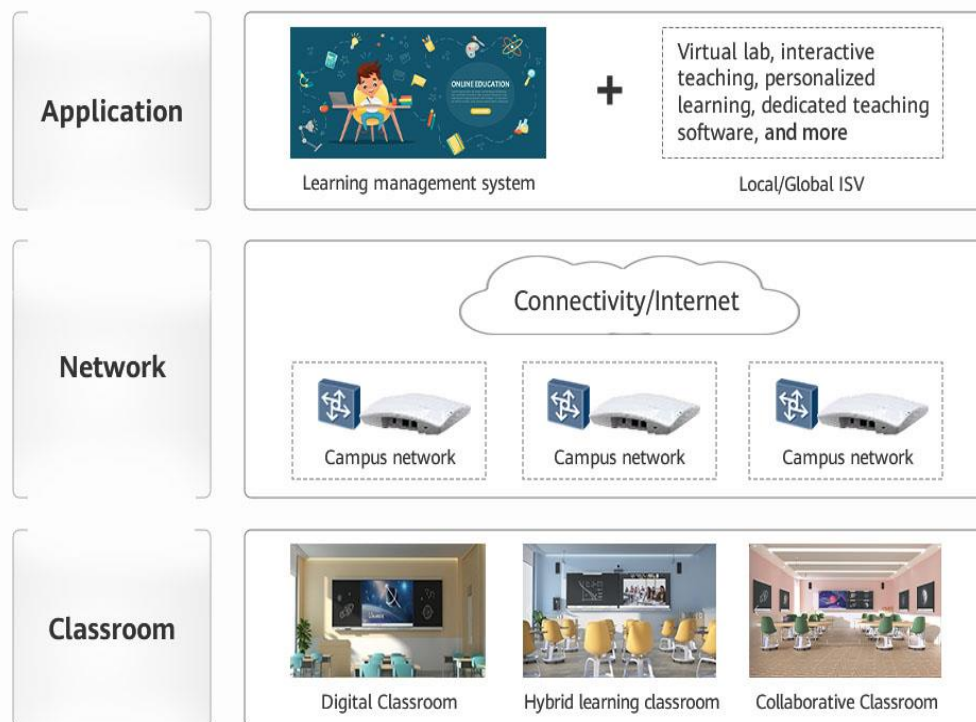 Application
ONLINE EDUCATION
Learning management system
+
Virtual lab, interactive
teaching, personalized
learning, dedicated teaching
software, and more
Local/Global ISV
Network
Connectivity/Internet
Campus network
Campus network
Campus network
Classroom
Digital Classroom
Hybrid learning classroom
Collaborative Classroom